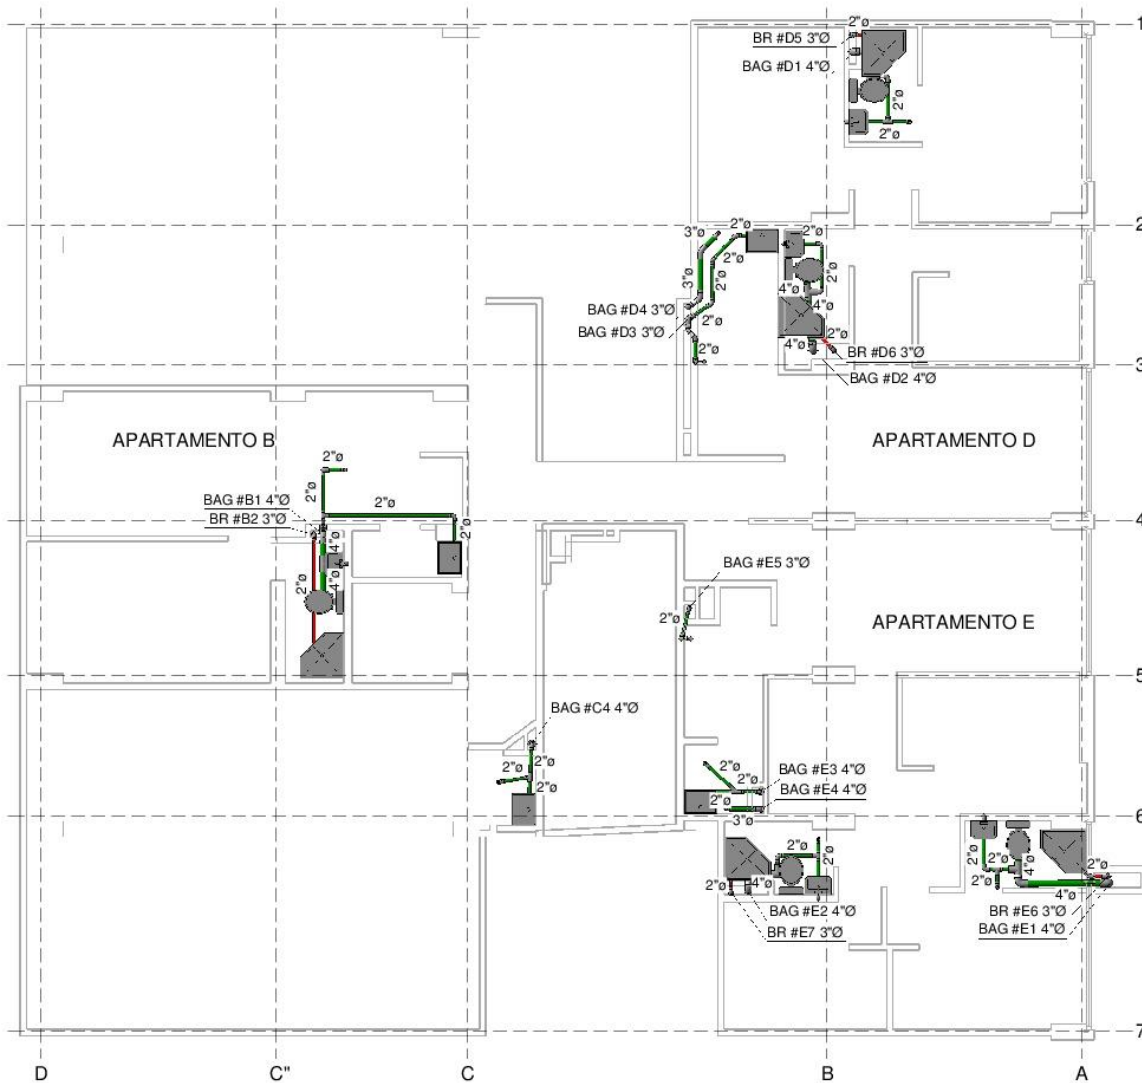 2"ø
1
BR #D5 3"Ø
BAG #D1 4"Ø
2"ø
2"ø
2"ø
2
3"ø
2"ø
2"ø
2"ø
3"ø
2"ø
2"ø
4"ø
4"ø
BAG #D4 3"Ø
2"ø
BAG #D3 3"Ø
2"ø
2"ø
4"ø
BR #D6 3"Ø
3
BAG #D2 4"Ø
APARTAMENTO B
APARTAMENTO D
2"ø
2"ø
BAG #B1 4"Ø
2"ø
BR #B2 3"Ø
4
2"ø
4"ø
BAG #E5 3"Ø
2"ø
4"ø
2"ø
APARTAMENTO E
5
BAG #C4 4"Ø
2"ø
2"ø
2"ø
2"ø
2"ø
BAG #E3 4"Ø
BAG #E4 4"Ø
2"ø
3"ø
6
2"ø
2"ø
2"ø
2"ø
4"ø
2"ø
2"ø
4"ø
2"ø
4"ø
BAG #E2 4"Ø
BR #E7 3"Ø
BR #E6 3"Ø
BAG #E1 4"Ø
7
D
C"
C
B
A